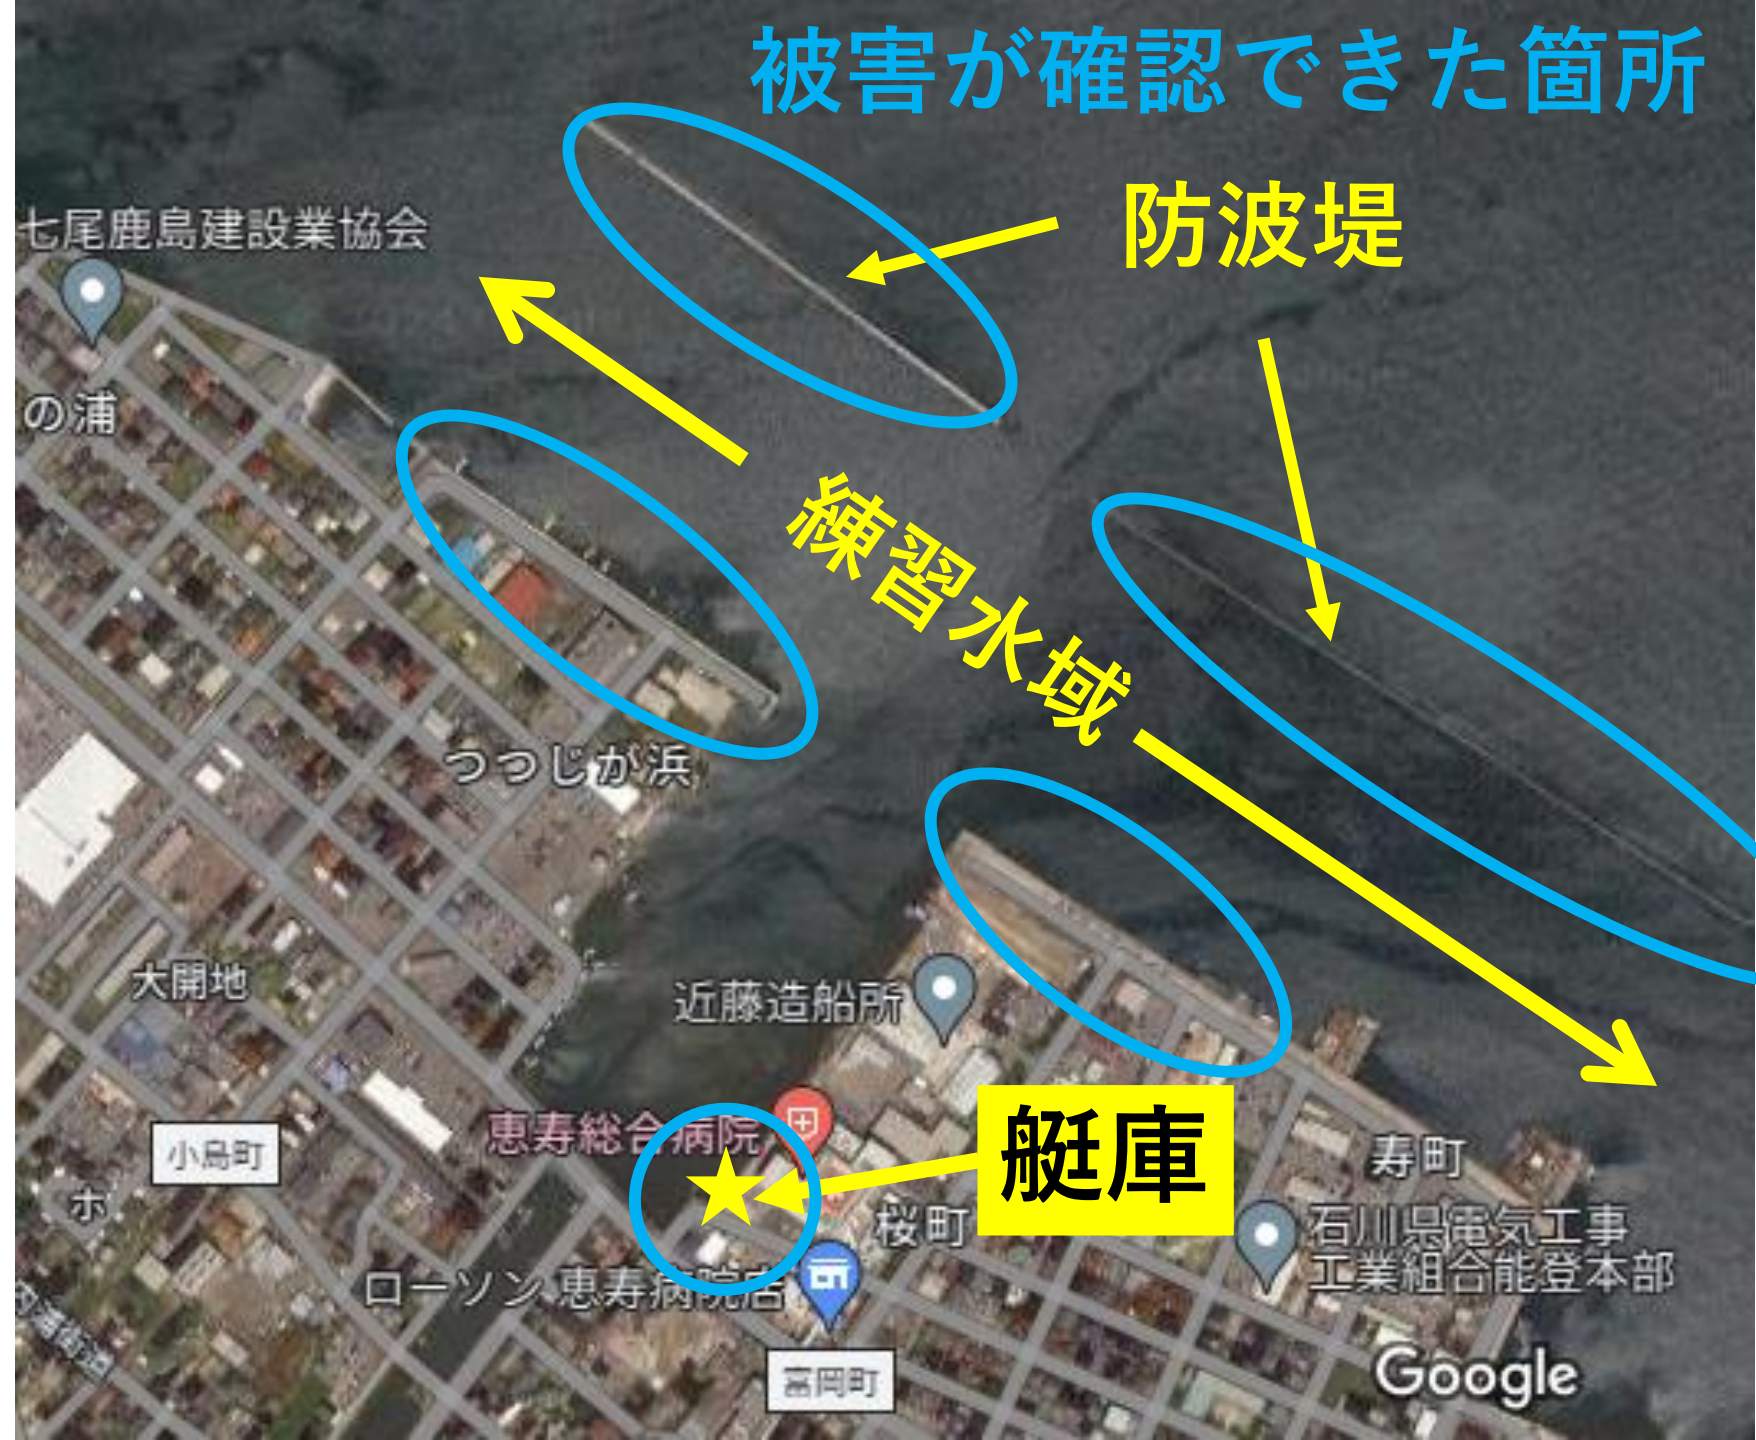 被害が確認できた箇所
防波堤
七尾鹿島建設業協会
の浦
練習水域
つつじが浜
大開地
近藤造船所
恵寿総合病院
艇庫
小島町
ホ
寿町
桜町
石川県電気工事
工業組合能登本部
ローソン 恵寿病院店
富岡町
Google